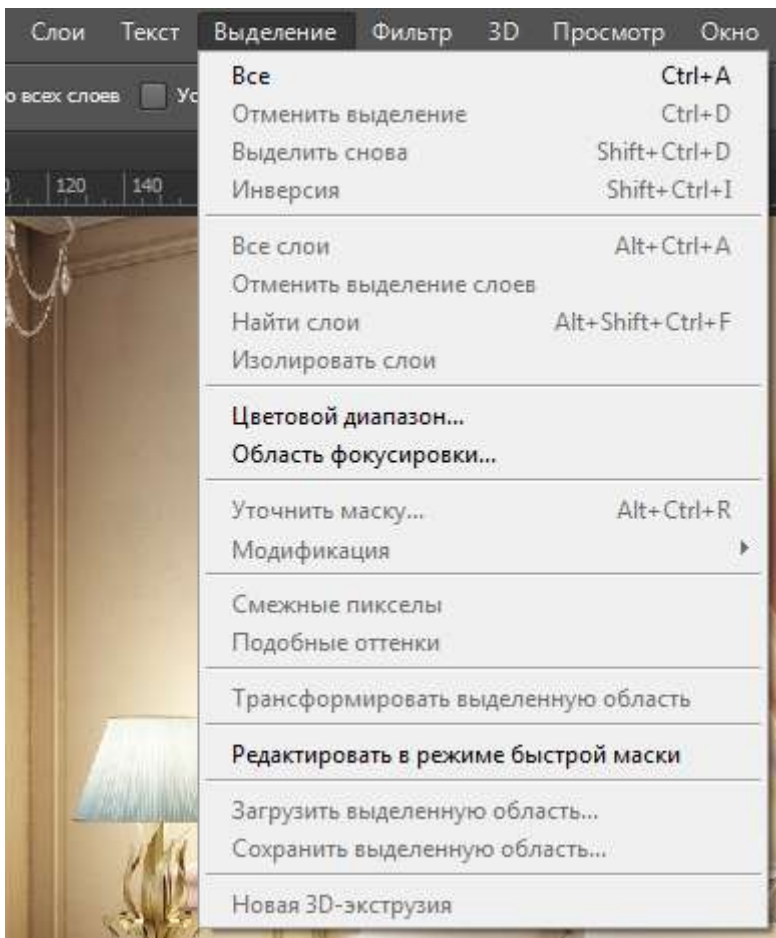 Слои Текст Выделение Фильтр 3D Просмотр Окно
о всех слоев Ус
120 140
Все Ctrl+A
Отменить выделение Ctrl+D
Выделить снова Shift+Ctrl+D
Инверсия Shift+Ctrl+I
Все слои Alt+Ctrl+A
Отменить выделение слоев
Найти слои Alt+Shift+Ctrl+F
Изолировать слои
Цветовой диапазон...
Область фокусировки...
Уточнить маску... Alt+Ctrl+R
Модификация
Смежные пикселы
Подобные оттенки
Трансформировать выделенную область
Редактировать в режиме быстрой маски
Загрузить выделенную область...
Сохранить выделенную область...
Новая 3D-экструзия